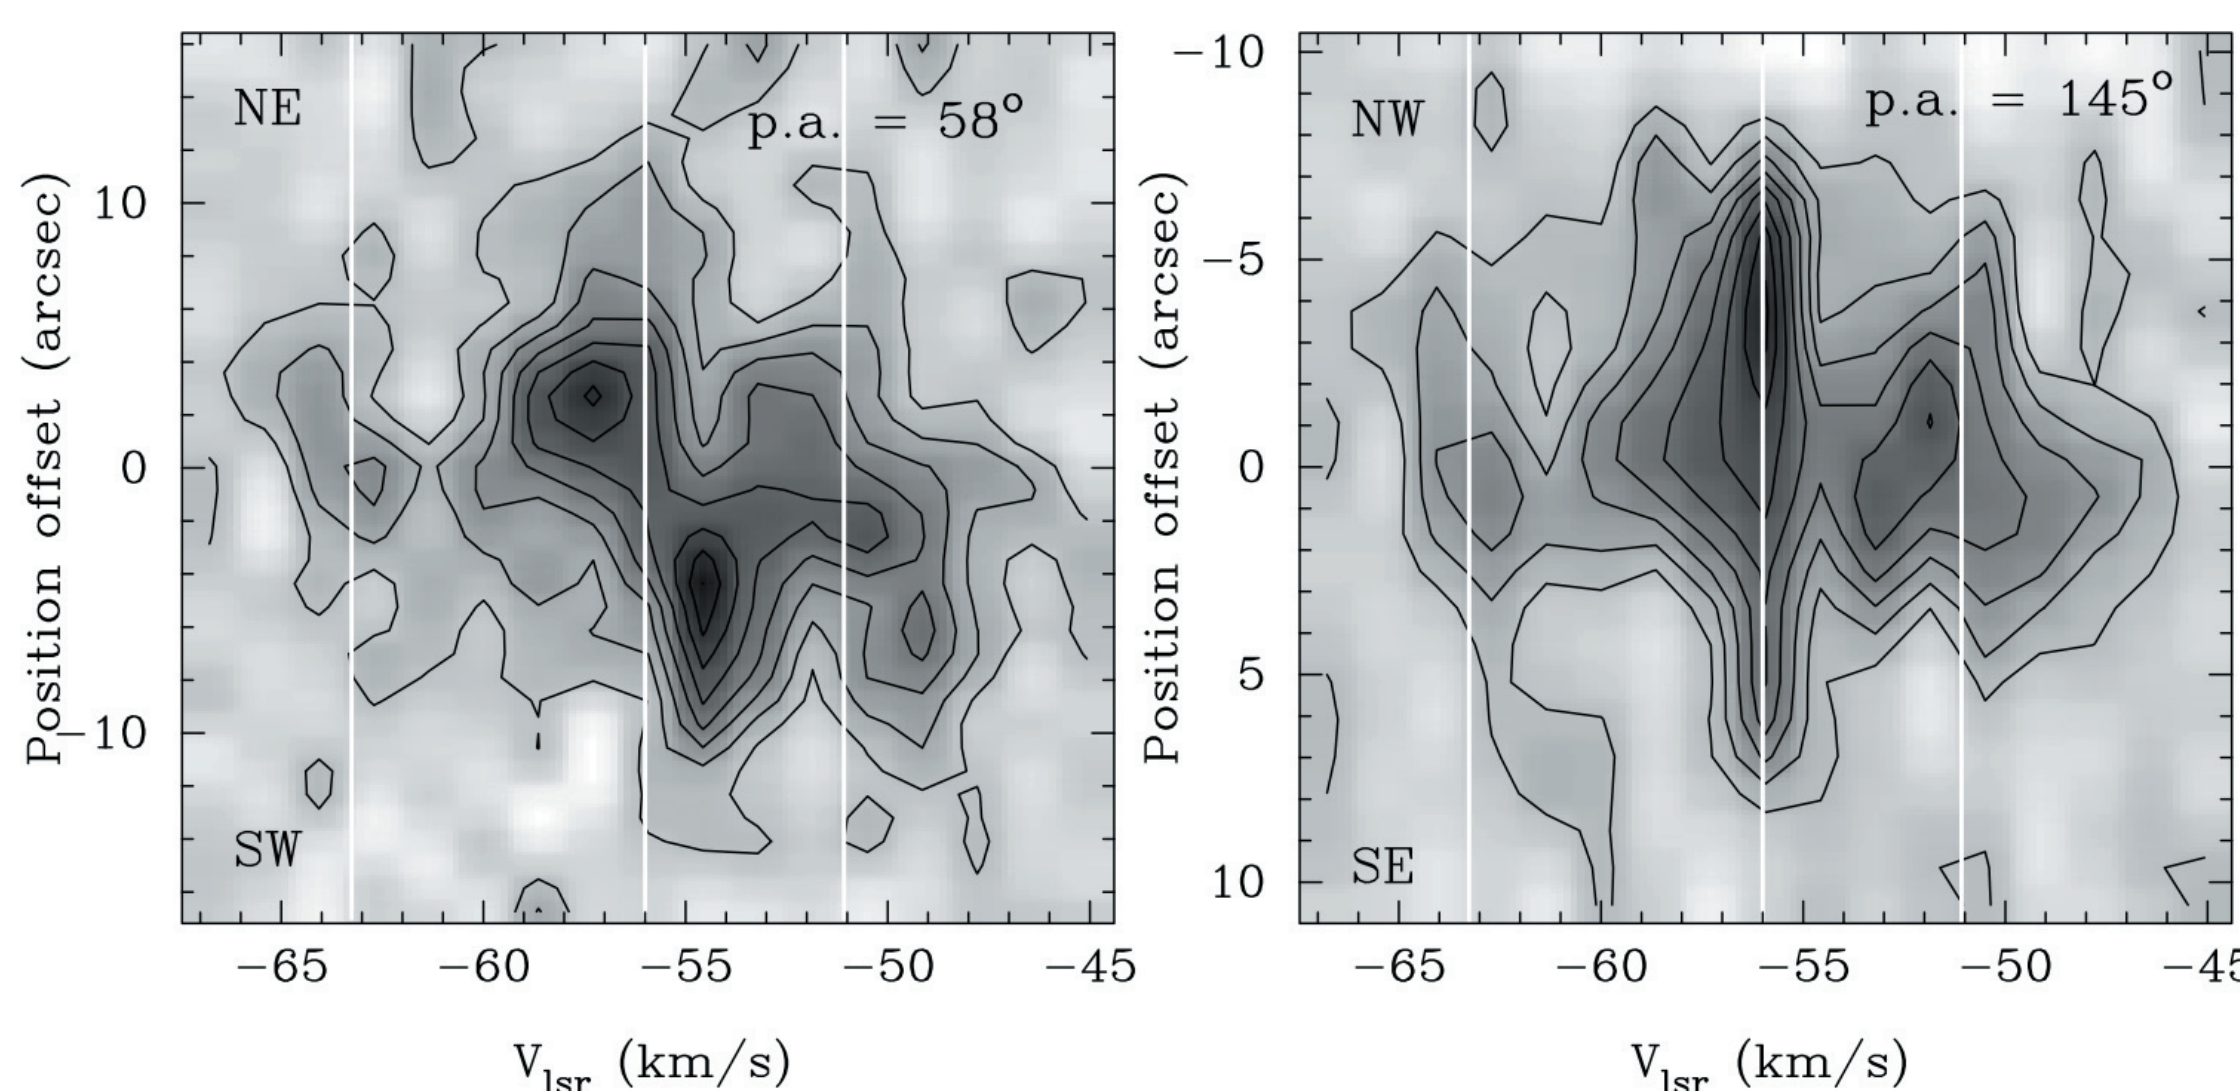 NE
p.a. = 58°
SW
10
0
−10
Position offset (arcsec)
−65 −60 −55 −50 −45
V_lsr (km/s)
NW
p.a. = 145°
SE
−10
−5
0
5
10
Position offset (arcsec)
−65 −60 −55 −50 −45
V_lsr (km/s)